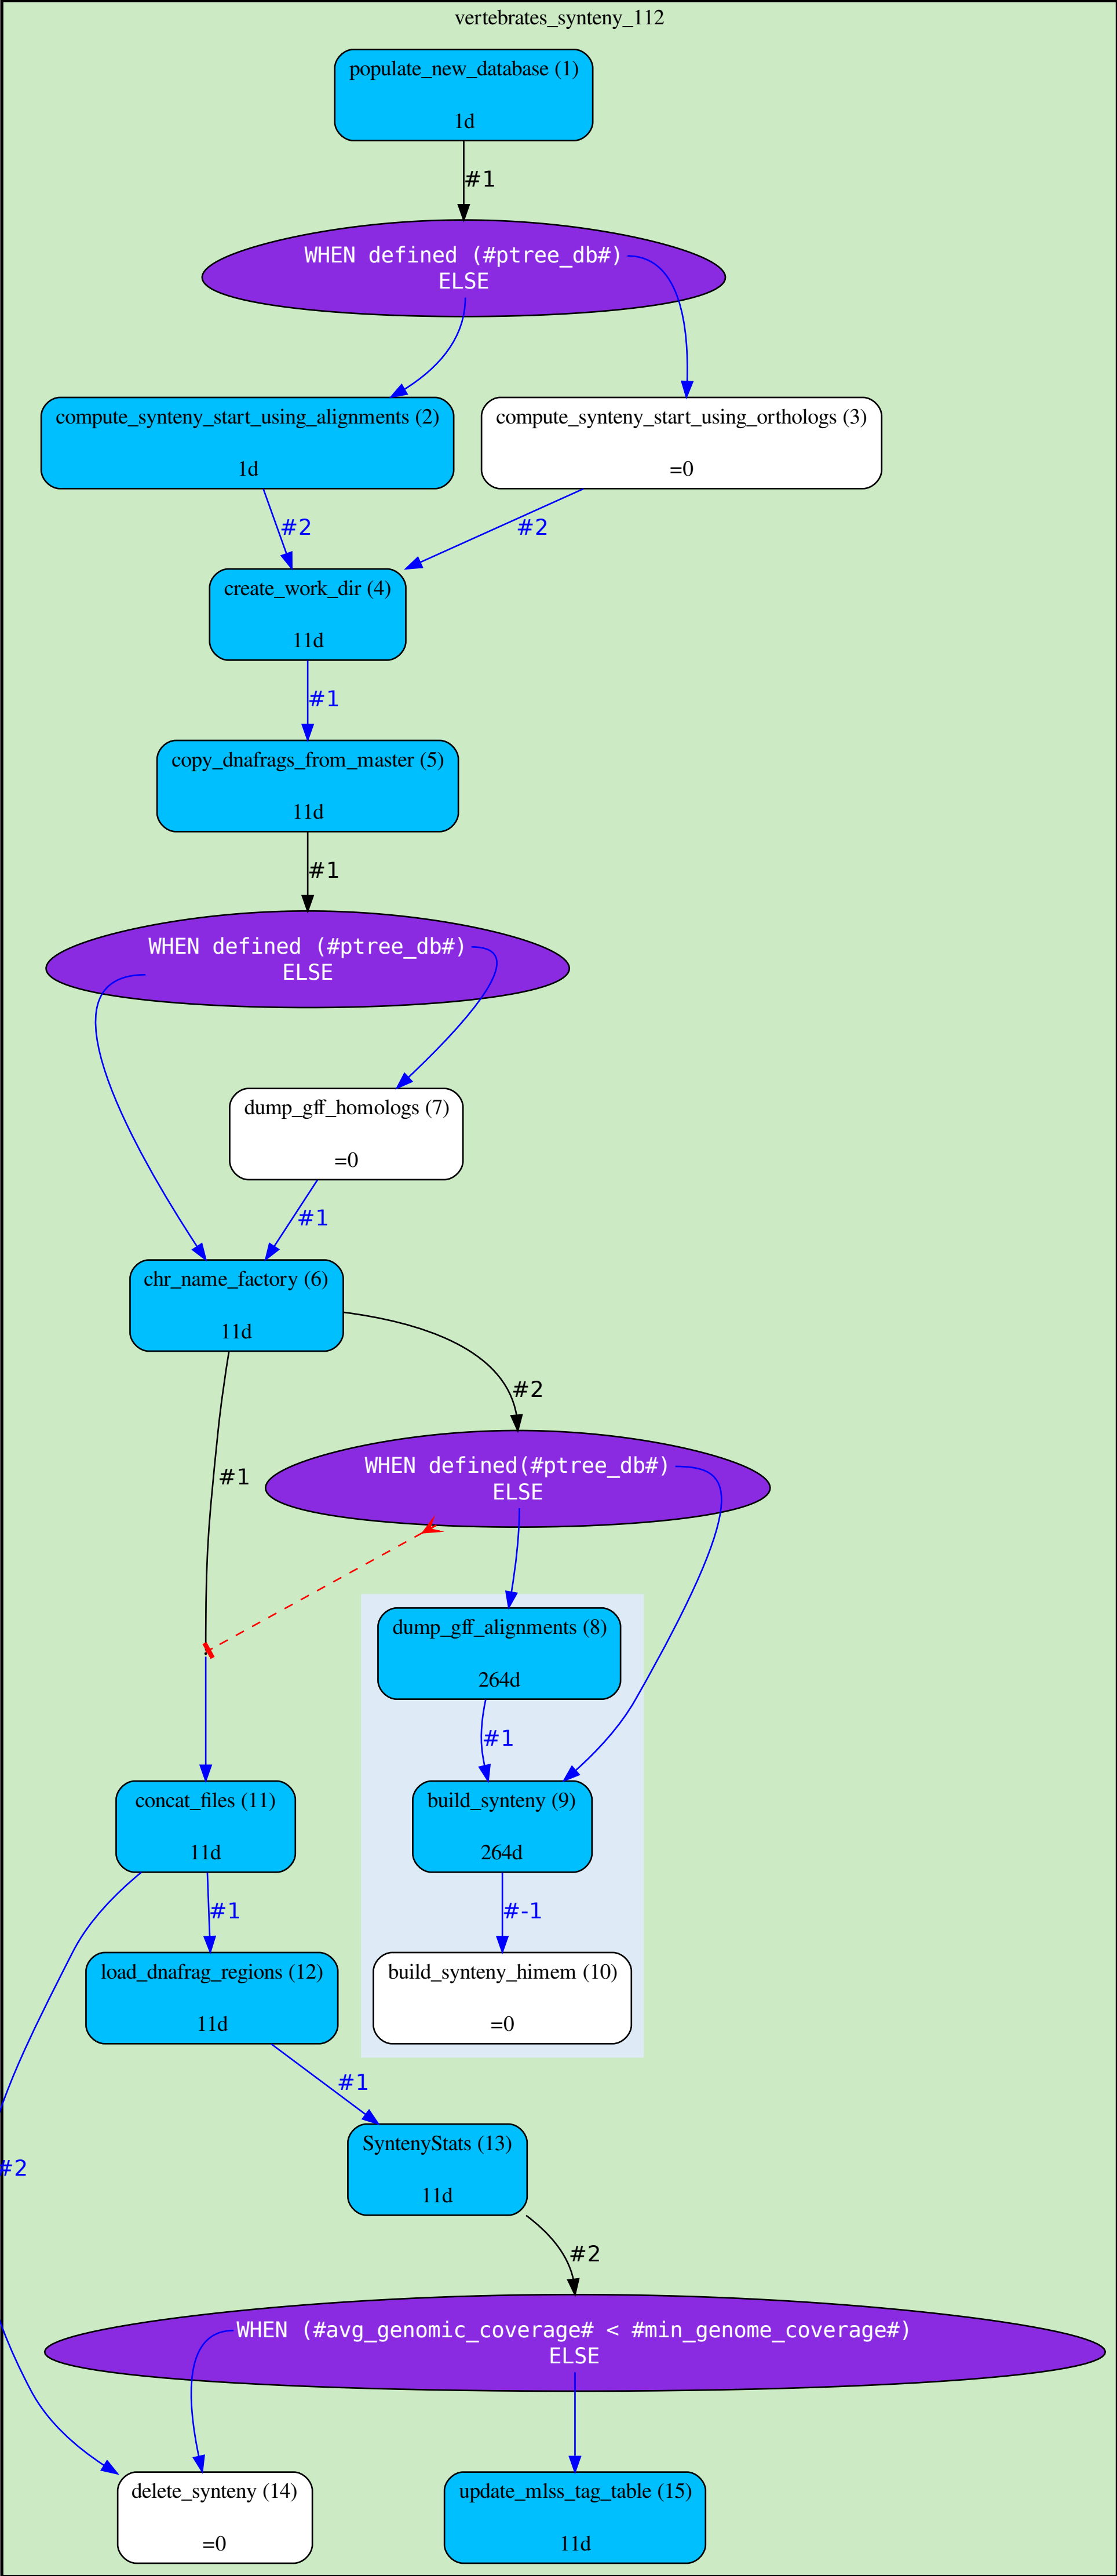 vertebrates_synteny_112
populate_new_database (1)
1d
#1
WHEN defined (#ptree_db#)
ELSE
compute_synteny_start_using_alignments (2)
1d
compute_synteny_start_using_orthologs (3)
=0
#2
#2
create_work_dir (4)
11d
#1
copy_dnafrags_from_master (5)
11d
#1
WHEN defined (#ptree_db#)
ELSE
dump_gff_homologs (7)
=0
#1
chr_name_factory (6)
11d
#2
#1
WHEN defined(#ptree_db#)
ELSE
dump_gff_alignments (8)
264d
#1
concat_files (11)
11d
build_synteny (9)
264d
#1
#-1
load_dnafrag_regions (12)
11d
build_synteny_himem (10)
=0
#1
SyntenyStats (13)
11d
#2
#2
WHEN (#avg_genomic_coverage# < #min_genome_coverage#)
ELSE
delete_synteny (14)
=0
update_mlss_tag_table (15)
11d